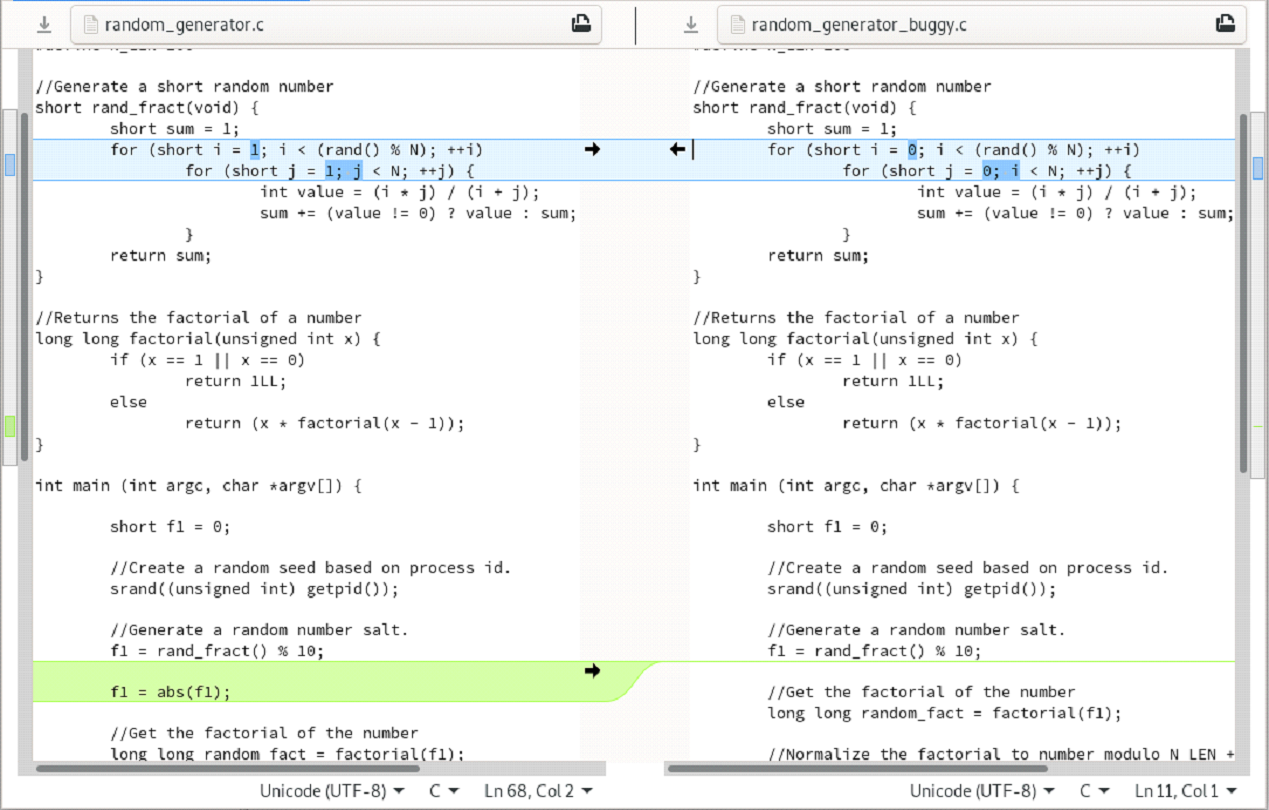 random_generator.c
//Generate a short random number
short rand_fract(void) {
short sum = 1;
for (short i = 1; i < (rand() % N); ++i)
for (short j = 1; j < N; ++j) {
int value = (i * j) / (i + j);
sum += (value != 0) ? value : sum;
}
return sum;
}
//Returns the factorial of a number
long long factorial(unsigned int x) {
if (x == 1 || x == 0)
return 1LL;
else
return (x * factorial(x - 1));
}
int main (int argc, char *argv[]) {
short f1 = 0;
//Create a random seed based on process id.
srand((unsigned int) getpid());
//Generate a random number salt.
f1 = rand_fract() % 10;
f1 = abs(f1);
//Get the factorial of the number
long long random_fact = factorial(f1);
Unicode (UTF-8) C Ln 68, Col 2
random_generator_buggy.c
//Generate a short random number
short rand_fract(void) {
short sum = 1;
for (short i = 0; i < (rand() % N); ++i)
for (short j = 0; i < N; ++j) {
int value = (i * j) / (i + j);
sum += (value != 0) ? value : sum;
}
return sum;
}
//Returns the factorial of a number
long long factorial(unsigned int x) {
if (x == 1 || x == 0)
return 1LL;
else
return (x * factorial(x - 1));
}
int main (int argc, char *argv[]) {
short f1 = 0;
//Create a random seed based on process id.
srand((unsigned int) getpid());
//Generate a random number salt.
f1 = rand_fract() % 10;
//Get the factorial of the number
long long random_fact = factorial(f1);
//Normalize the factorial to number modulo N_LEN +
Unicode (UTF-8) C Ln 11, Col 1